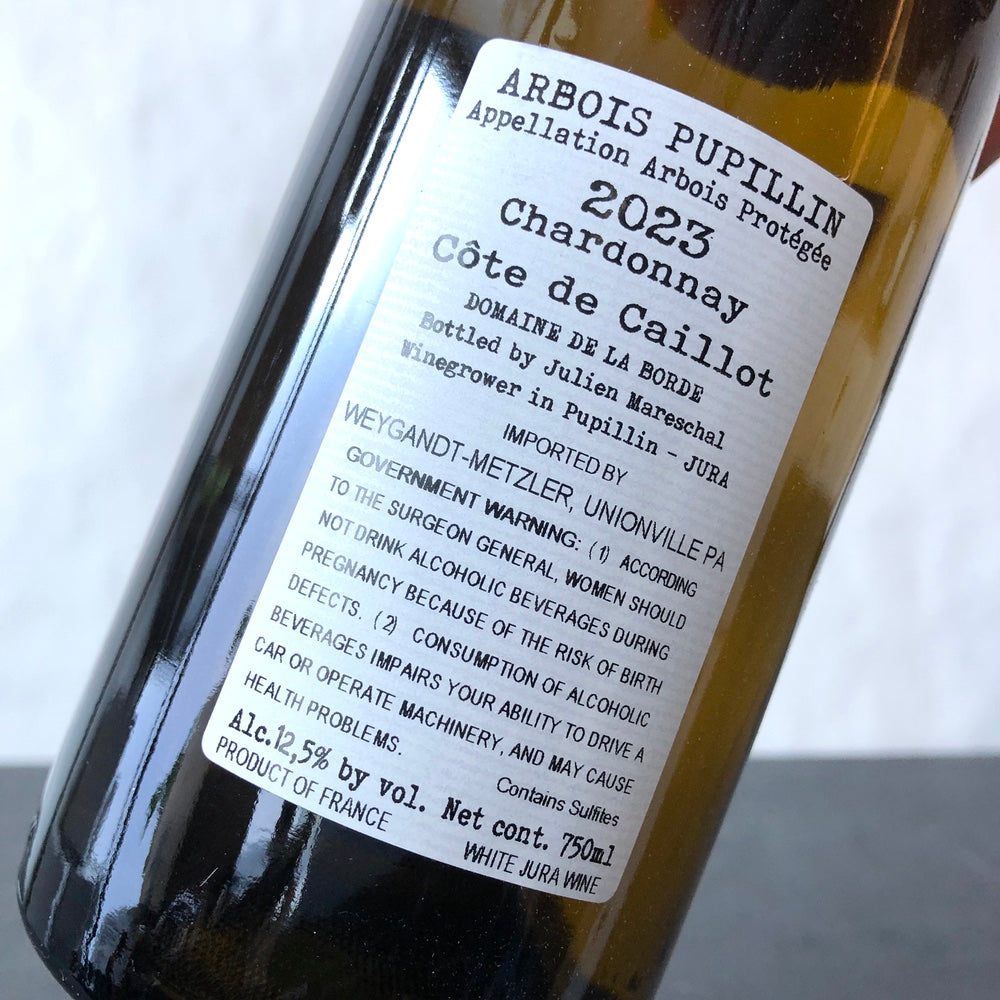 ARBOIS PUPILLIN
Appellation Arbois Protégée
2023
Chardonnay
Côte de Caillot
DOMAINE DE LA BORDE
Bottled by Julien Mareschal
Winegrower in Pupillin - JURA
IMPORTED BY
WEYGANDT-METZLER, UNIONVILLE PA
GOVERNMENT WARNING: (1) ACCORDING
TO THE SURGEON GENERAL, WOMEN SHOULD
NOT DRINK ALCOHOLIC BEVERAGES DURING
PREGNANCY BECAUSE OF THE RISK OF BIRTH
DEFECTS. (2) CONSUMPTION OF ALCOHOLIC
BEVERAGES IMPAIRS YOUR ABILITY TO DRIVE A
CAR OR OPERATE MACHINERY, AND MAY CAUSE
HEALTH PROBLEMS.
Contains Sulfites
Alc.12,5% by vol. Net cont. 750ml
PRODUCT OF FRANCE
WHITE JURA WINE